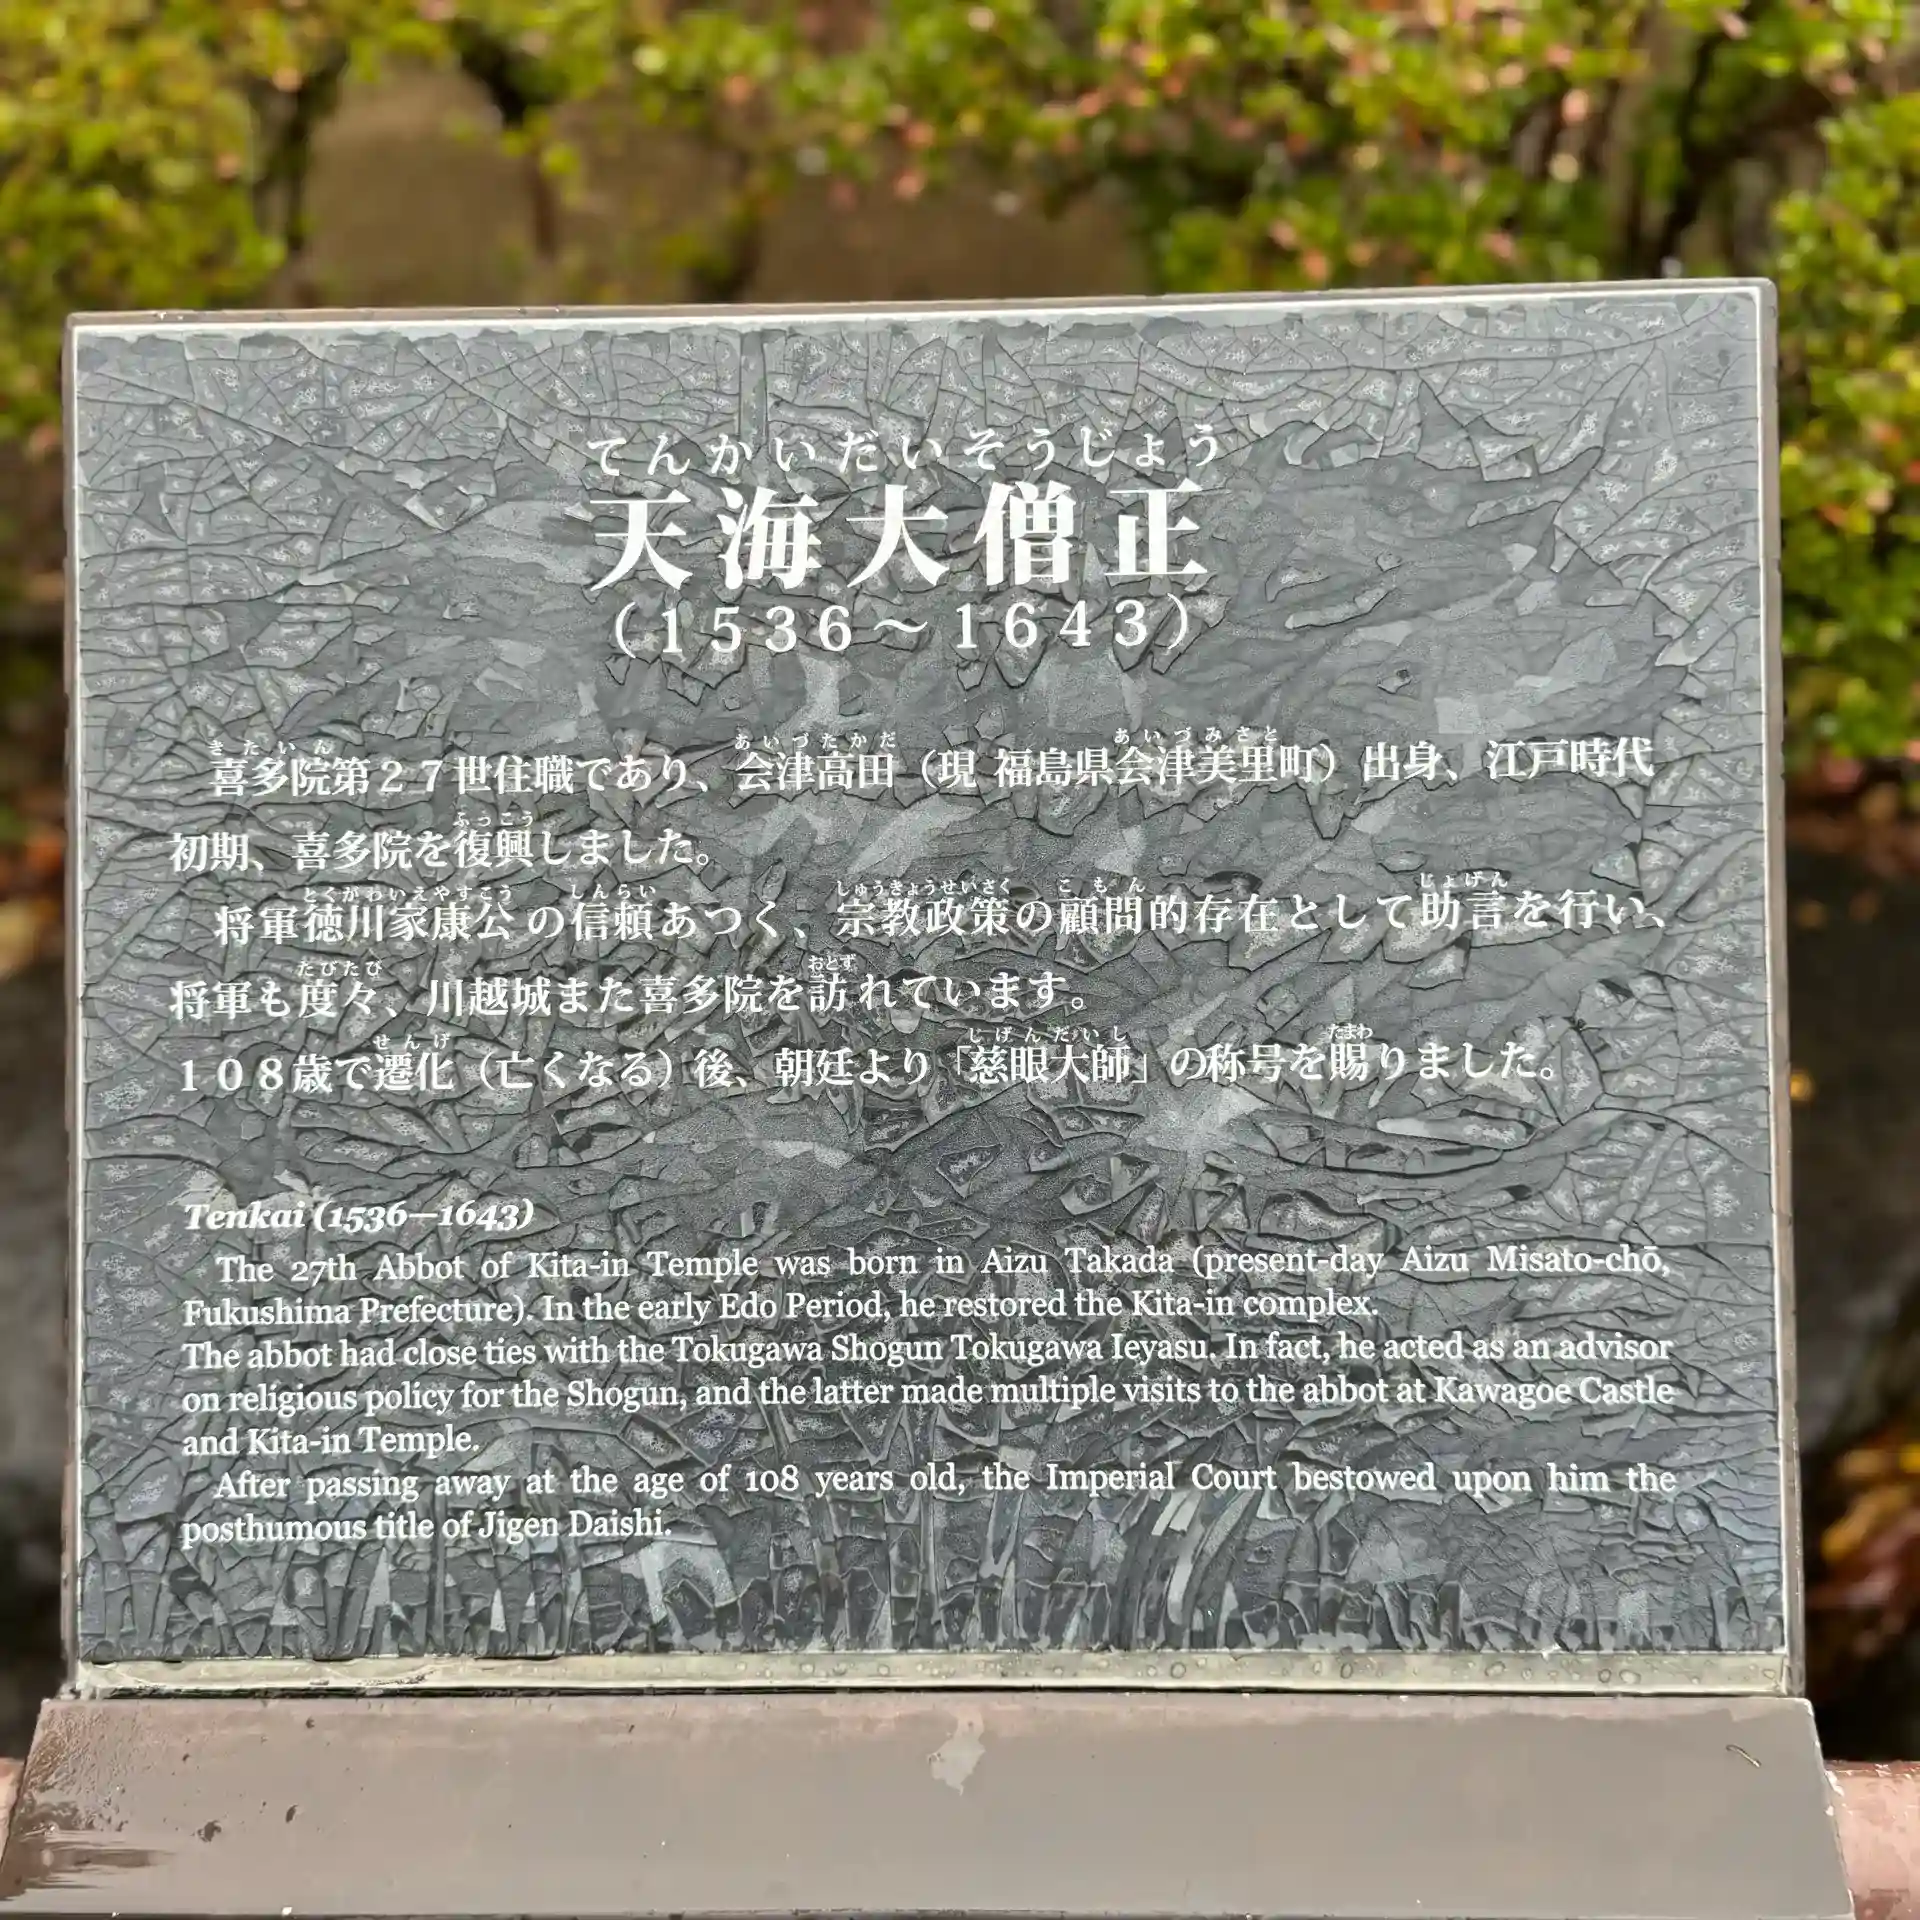 てんかいだいそうじょう
天海大僧正
（１５３６～１６４３）
きたいん あいづたかだ あいづみさと
喜多院第２７世住職であり、会津高田（現 福島県会津美里町）出身、江戸時代
ふっこう
初期、喜多院を復興しました。
とくがわいえやすこう しんらい しゅうきょうせいさく こもん じょげん
将軍徳川家康公の信頼あつく、宗教政策の顧問的存在として助言を行い、
たびたび おとず
将軍も度々、川越城また喜多院を訪れています。
せんげ じげんだいし たまわ
１０８歳で遷化（亡くなる）後、朝廷より「慈眼大師」の称号を賜りました。
Tenkai (1536—1643)
The 27th Abbot of Kita-in Temple was born in Aizu Takada (present-day Aizu Misato-chō,
Fukushima Prefecture). In the early Edo Period, he restored the Kita-in complex.
The abbot had close ties with the Tokugawa Shogun Tokugawa Ieyasu. In fact, he acted as an advisor
on religious policy for the Shogun, and the latter made multiple visits to the abbot at Kawagoe Castle
and Kita-in Temple.
After passing away at the age of 108 years old, the Imperial Court bestowed upon him the
posthumous title of Jigen Daishi.